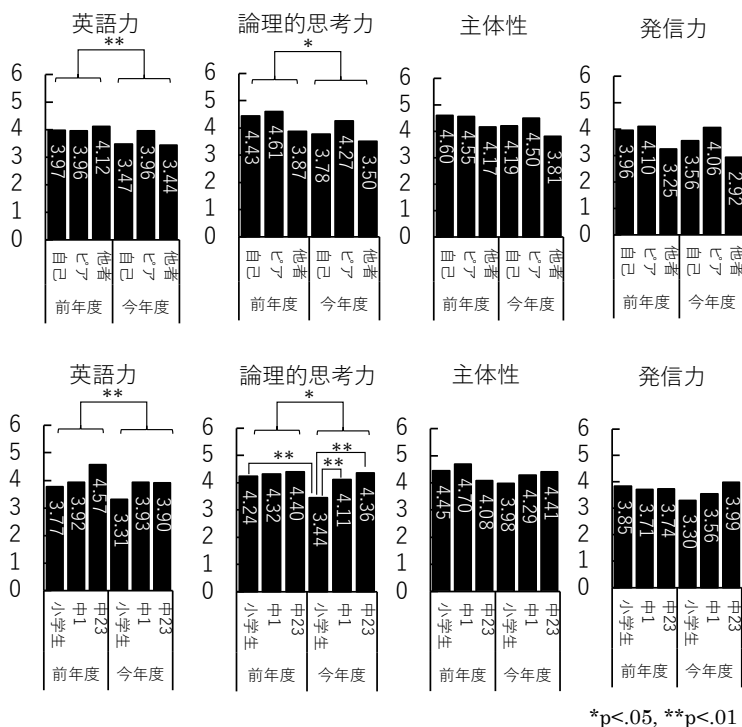 英語力
**
6
5
4
3
2
1
0
3.97
3.96
4.12
3.47
3.96
3.44
自己
ピア
他者
自己
ピア
他者
前年度
今年度
論理的思考力
*
6
5
4
3
2
1
0
4.43
4.61
3.87
3.78
4.27
3.50
自己
ピア
他者
自己
ピア
他者
前年度
今年度
主体性
6
5
4
3
2
1
0
4.60
4.55
4.17
4.19
4.50
3.81
自己
ピア
他者
自己
ピア
他者
前年度
今年度
発信力
6
5
4
3
2
1
0
3.96
4.10
3.25
3.56
4.06
2.92
自己
ピア
他者
自己
ピア
他者
前年度
今年度
英語力
**
6
5
4
3
2
1
0
3.77
3.92
4.57
3.31
3.93
3.90
小学生
中1
中23
小学生
中1
中23
前年度
今年度
論理的思考力
*
**
**
**
6
5
4
3
2
1
0
4.24
4.32
4.40
3.44
4.11
4.36
小学生
中1
中23
小学生
中1
中23
前年度
今年度
主体性
6
5
4
3
2
1
0
4.45
4.70
4.08
3.98
4.29
4.41
小学生
中1
中23
小学生
中1
中23
前年度
今年度
発信力
6
5
4
3
2
1
0
3.85
3.71
3.74
3.30
3.56
3.99
小学生
中1
中23
小学生
中1
中23
前年度
今年度
*p<.05, **p<.01